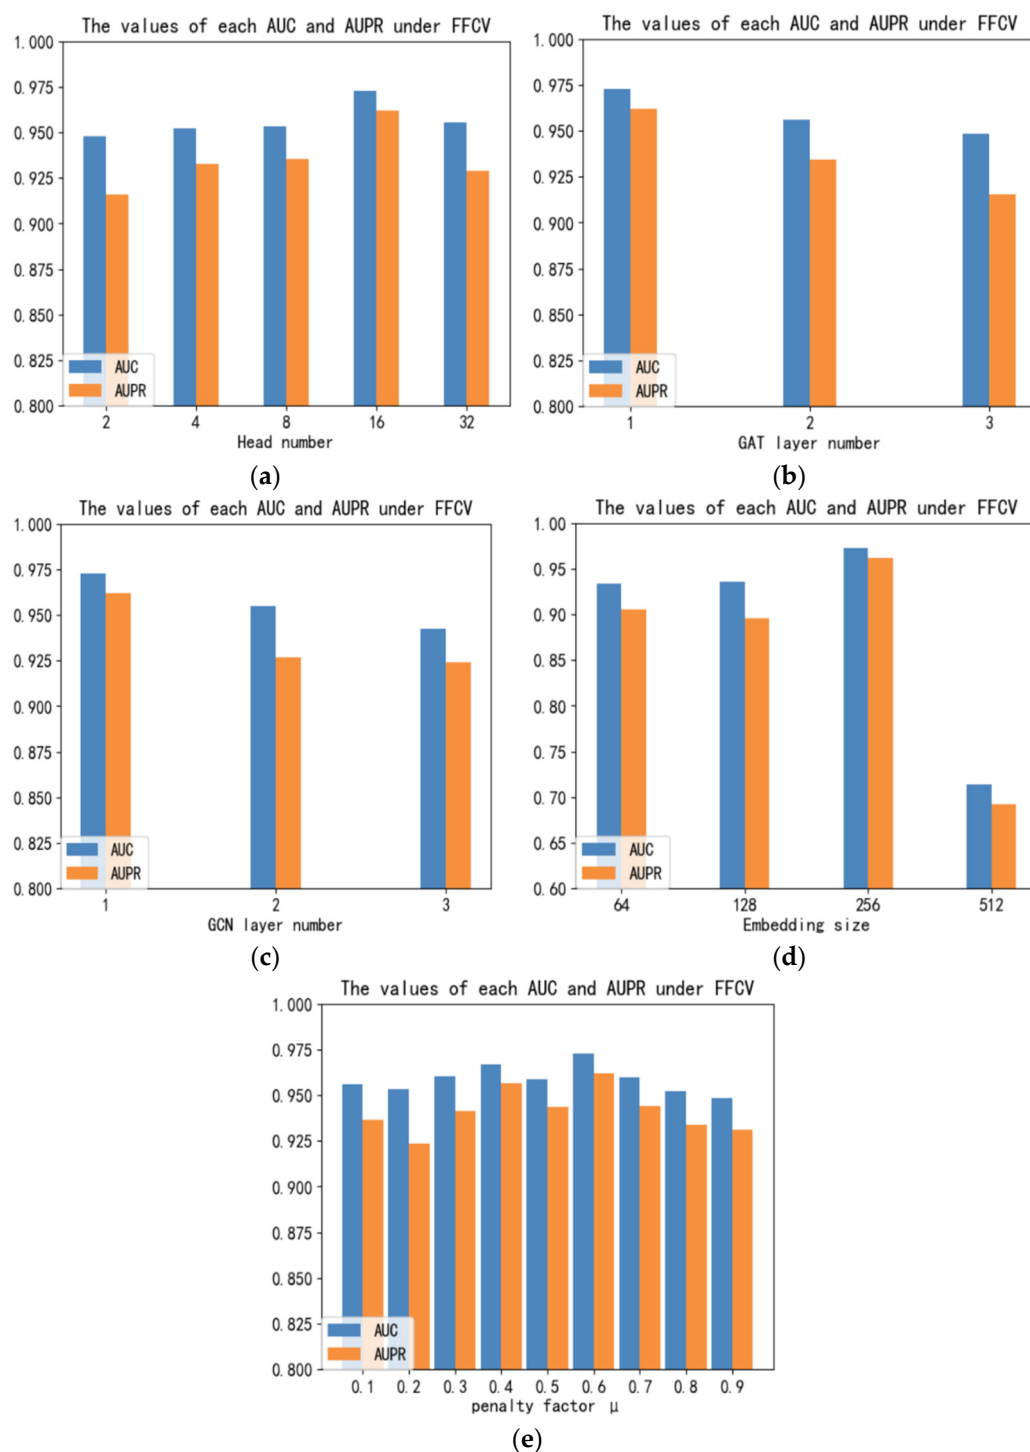 The values of each AUC and AUPR under FFCV
1.000
0.975
0.950
0.925
0.900
0.875
0.850
0.825
0.800
AUC
AUPR
2 4 8 16 32
Head number
(a)
The values of each AUC and AUPR under FFCV
1.000
0.975
0.950
0.925
0.900
0.875
0.850
0.825
0.800
AUC
AUPR
1 2 3
GAT layer number
(b)
The values of each AUC and AUPR under FFCV
1.000
0.975
0.950
0.925
0.900
0.875
0.850
0.825
0.800
AUC
AUPR
1 2 3
GCN layer number
(c)
The values of each AUC and AUPR under FFCV
1.00
0.95
0.90
0.85
0.80
0.75
0.70
0.65
0.60
AUC
AUPR
64 128 256 512
Embedding size
(d)
The values of each AUC and AUPR under FFCV
1.000
0.975
0.950
0.925
0.900
0.875
0.850
0.825
0.800
AUC
AUPR
0.1 0.2 0.3 0.4 0.5 0.6 0.7 0.8 0.9
penalty factor μ
(e)